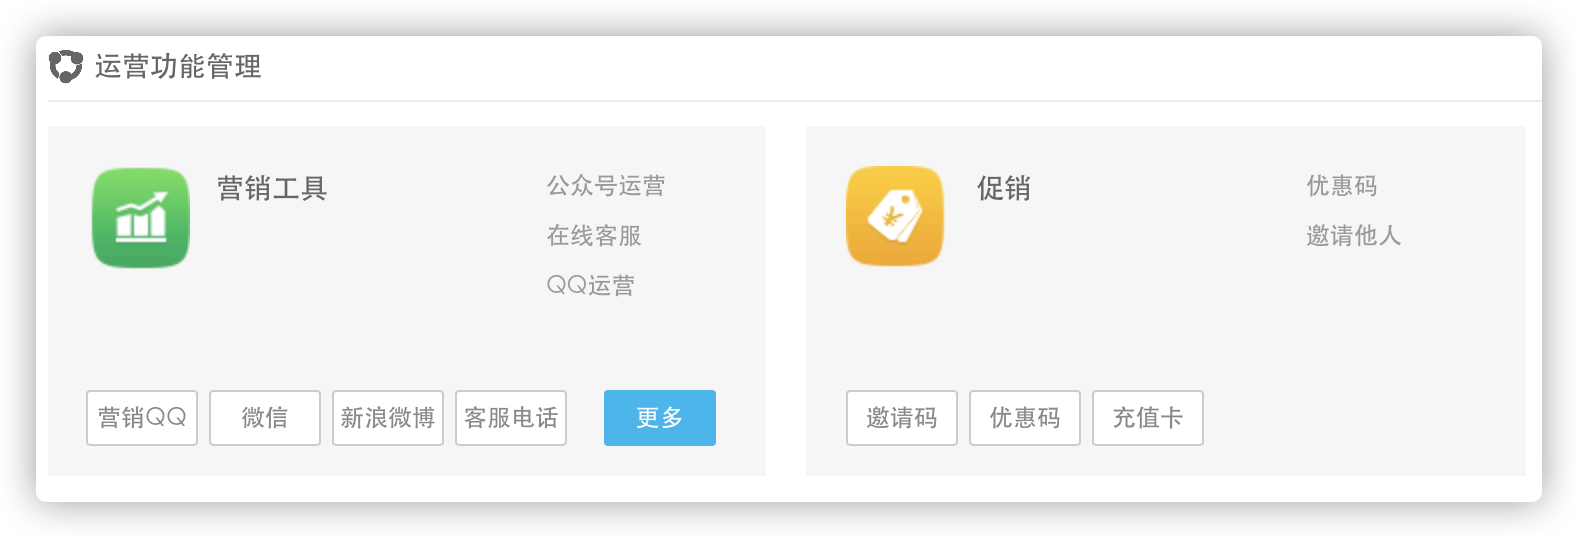 运营功能管理
营销工具
公众号运营
在线客服
QQ运营
营销QQ
微信
新浪微博
客服电话
更多
促销
优惠码
邀请他人
邀请码
优惠码
充值卡